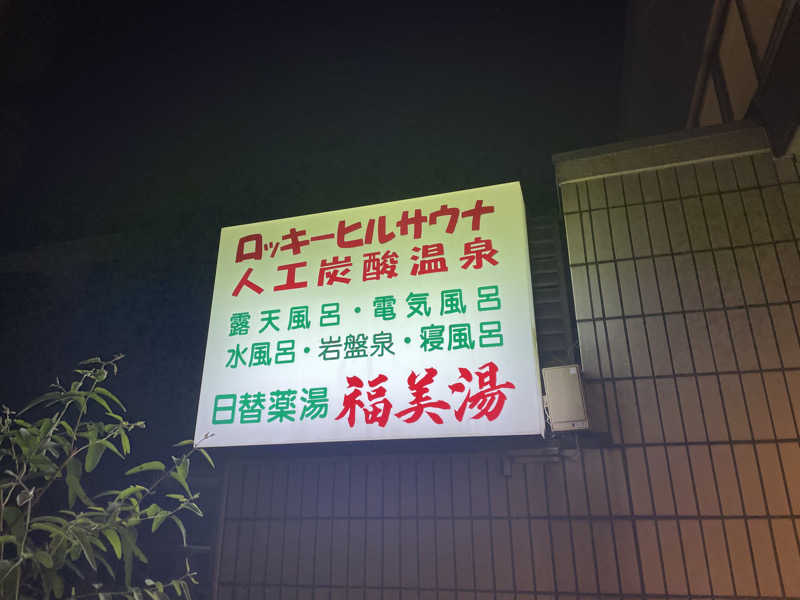 ロッキーヒルサウナ
人工炭酸温泉
露天風呂・電気風呂
水風呂・岩盤泉・寝風呂
日替薬湯 福美湯